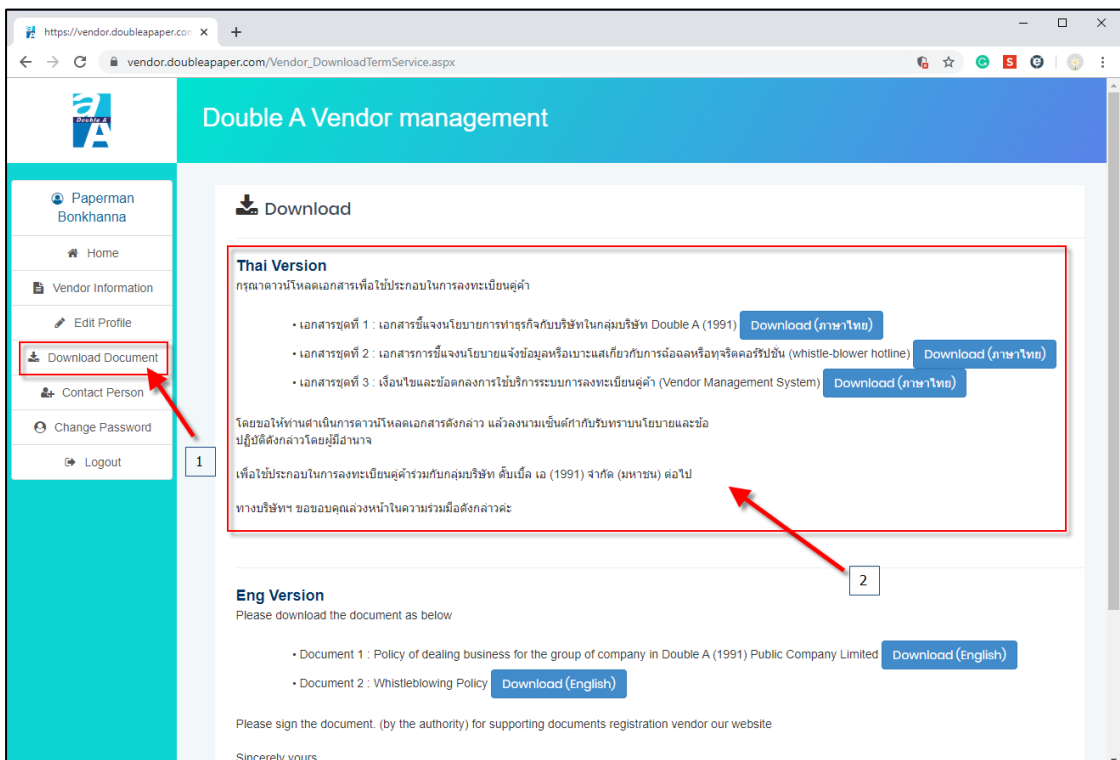 https://vendor.doubleapaper.con
vendor.doubleapaper.com/Vendor_DownloadTermService.aspx
Double A
Double A Vendor management
Paperman
Bonkhanna
Home
Vendor Information
Edit Profile
Download Document
Contact Person
Change Password
Logout
1
Download
Thai Version
กรุณาดาวน์โหลดเอกสารเพื่อใช้ประกอบในการลงทะเบียนคู่ค้า
• เอกสารชุดที่ 1 : เอกสารชี้แจงนโยบายการทำธุรกิจกับบริษัทในกลุ่มบริษัท Double A (1991) Download (ภาษาไทย)
• เอกสารชุดที่ 2 : เอกสารการชี้แจงนโยบายแจ้งข้อมูลหรือเบาะแสเกี่ยวกับการฉ้อฉลหรือทุจริตคอร์รัปชั่น (whistle-blower hotline) Download (ภาษาไทย)
• เอกสารชุดที่ 3 : เงื่อนไขและข้อตกลงการใช้บริการระบบการลงทะเบียนคู่ค้า (Vendor Management System) Download (ภาษาไทย)
โดยขอให้ท่านดำเนินการดาวน์โหลดเอกสารดังกล่าว แล้วลงนามเซ็นต์กำกับรับทราบนโยบายและข้อ
ปฏิบัติดังกล่าวโดยผู้มีอำนาจ
เพื่อใช้ประกอบในการลงทะเบียนคู่ค้าร่วมกับกลุ่มบริษัท ดั๊บเบิ้ล เอ (1991) จำกัด (มหาชน) ต่อไป
ทางบริษัทฯ ขอขอบคุณล่วงหน้าในความร่วมมือดังกล่าวค่ะ
2
Eng Version
Please download the document as below
• Document 1 : Policy of dealing business for the group of company in Double A (1991) Public Company Limited Download (English)
• Document 2 : Whistleblowing Policy Download (English)
Please sign the document. (by the authority) for supporting documents registration vendor our website
Sincerely yours